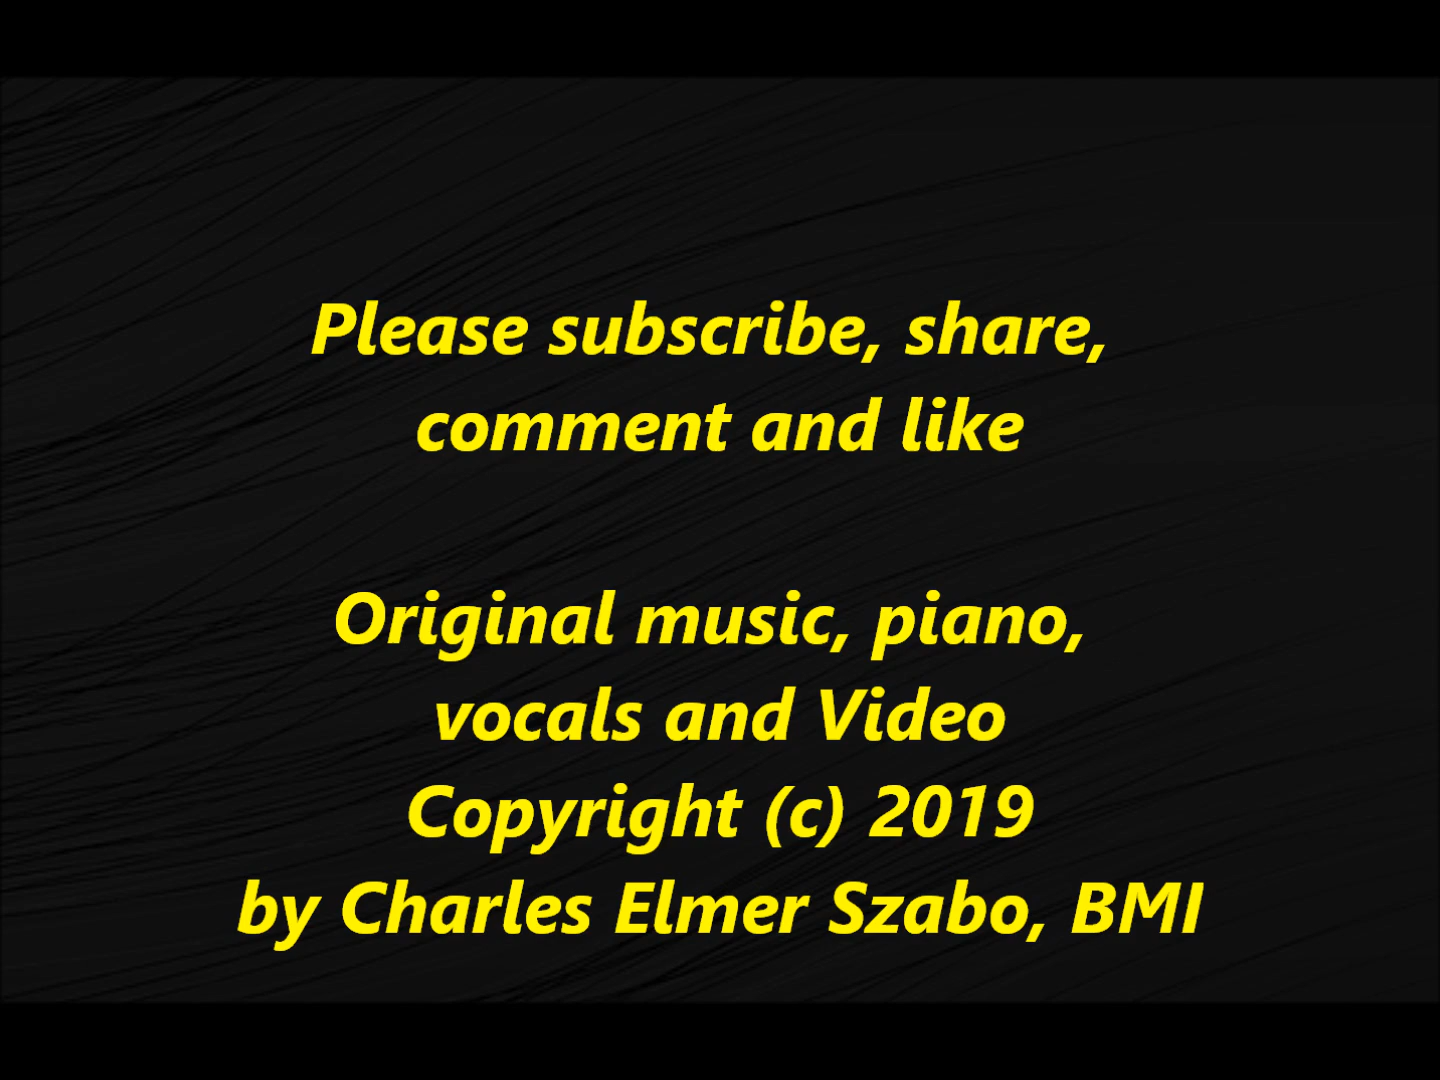 Please subscribe, share,
comment and like
Original music, piano,
vocals and Video
Copyright (c) 2019
by Charles Elmer Szabo, BMI